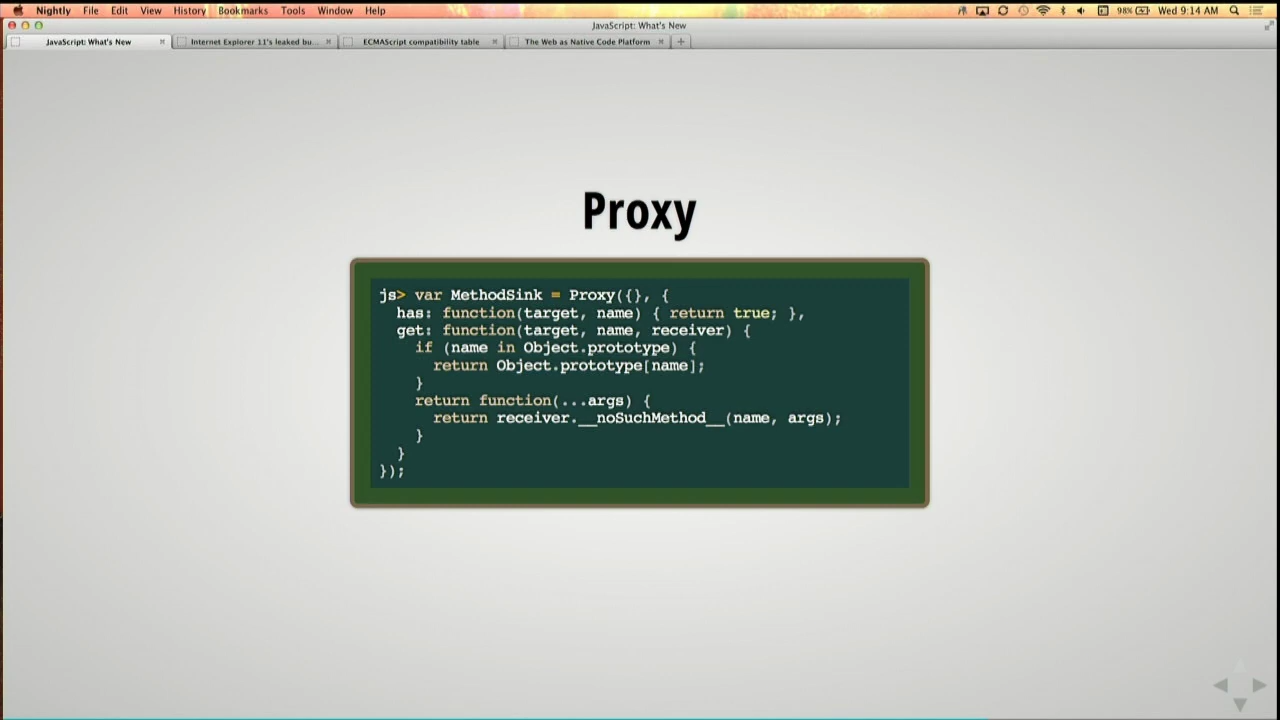 Nightly File Edit View History Bookmarks Tools Window Help 98% Wed 9:14 AM
JavaScript: What's New
JavaScript: What's New Internet Explorer 11's leaked bu... ECMAScript compatibility table The Web as Native Code Platform
Proxy
js> var MethodSink = Proxy({}, {
has: function(target, name) { return true; },
get: function(target, name, receiver) {
if (name in Object.prototype) {
return Object.prototype[name];
}
return function(...args) {
return receiver.__noSuchMethod__(name, args);
}
}
});